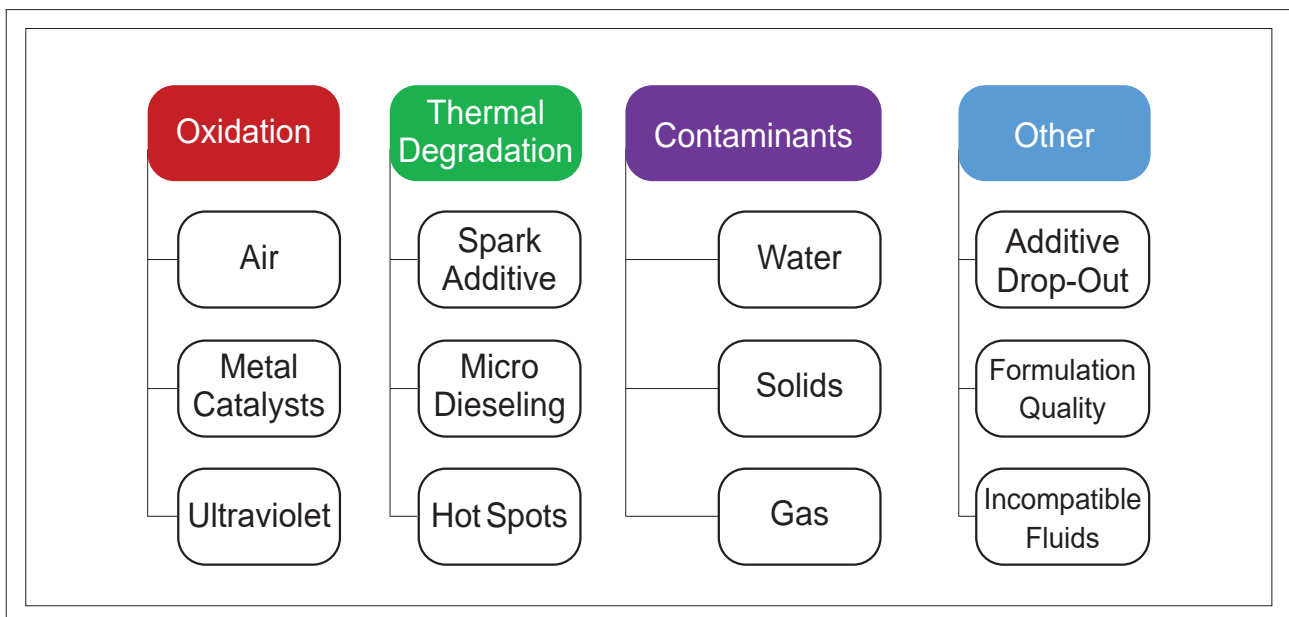 Oxidation
Air
Metal
Catalysts
Ultraviolet
Thermal
Degradation
Spark
Additive
Micro
Dieseling
Hot Spots
Contaminants
Water
Solids
Gas
Other
Additive
Drop-Out
Formulation
Quality
Incompatible
Fluids